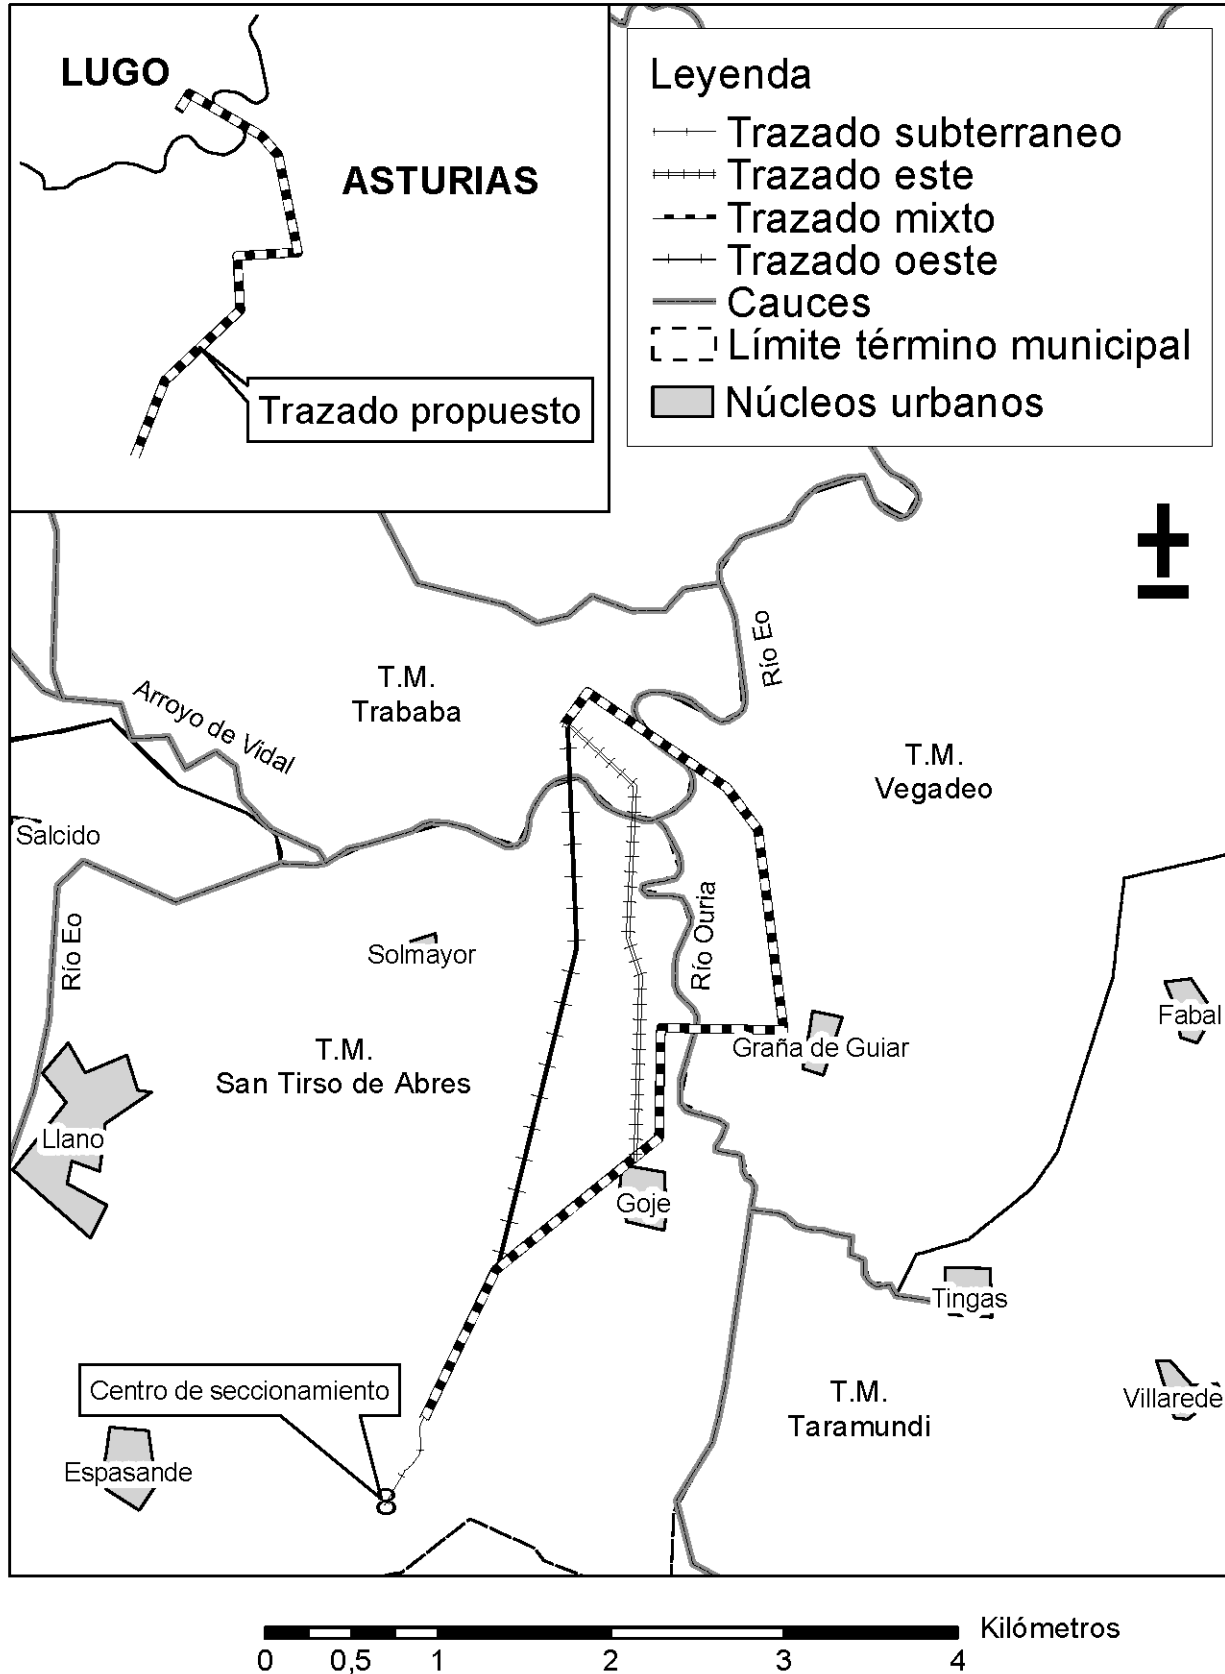 LUGO
ASTURIAS
Trazado propuesto
Leyenda
Trazado subterraneo
Trazado este
Trazado mixto
Trazado oeste
Cauces
Límite término municipal
Núcleos urbanos
Río Eo
T.M.
Trababa
Arroyo de Vidal
T.M.
Vegadeo
Salcido
Río Eo
Solmayor
Río Ouria
Fabal
Graña de Guiar
T.M.
San Tirso de Abres
Llano
Goje
Tingas
Centro de seccionamiento
T.M.
Taramundi
Villarede
Espasande
8
Kilómetros
0 0,5 1 2 3 4